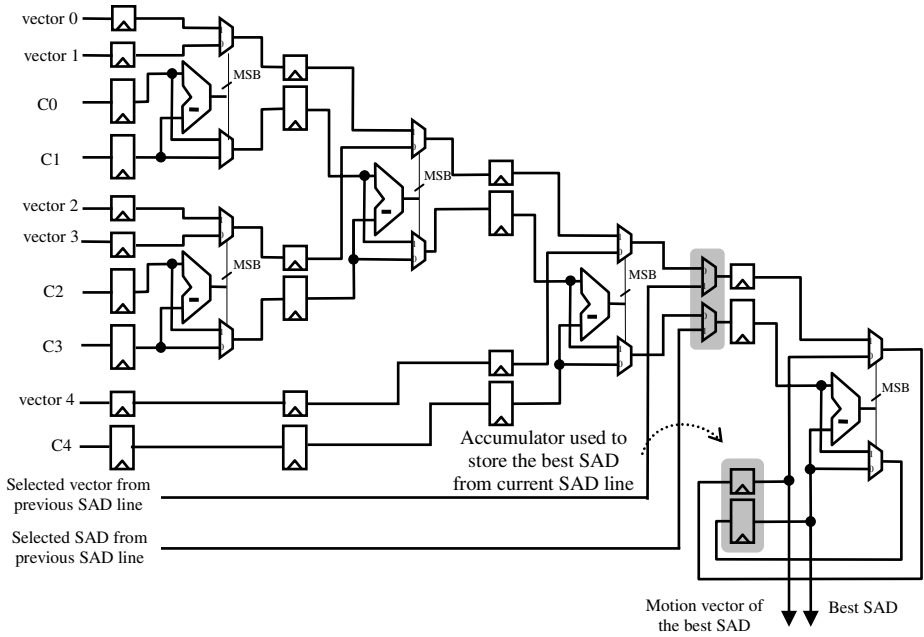 vector 0
vector 1
C0
C1
MSB
vector 2
vector 3
C2
C3
MSB
MSB
MSB
vector 4
C4
Accumulator used to
store the best SAD
from current SAD line
MSB
Selected vector from
previous SAD line
Selected SAD from
previous SAD line
Motion vector of
the best SAD
Best SAD